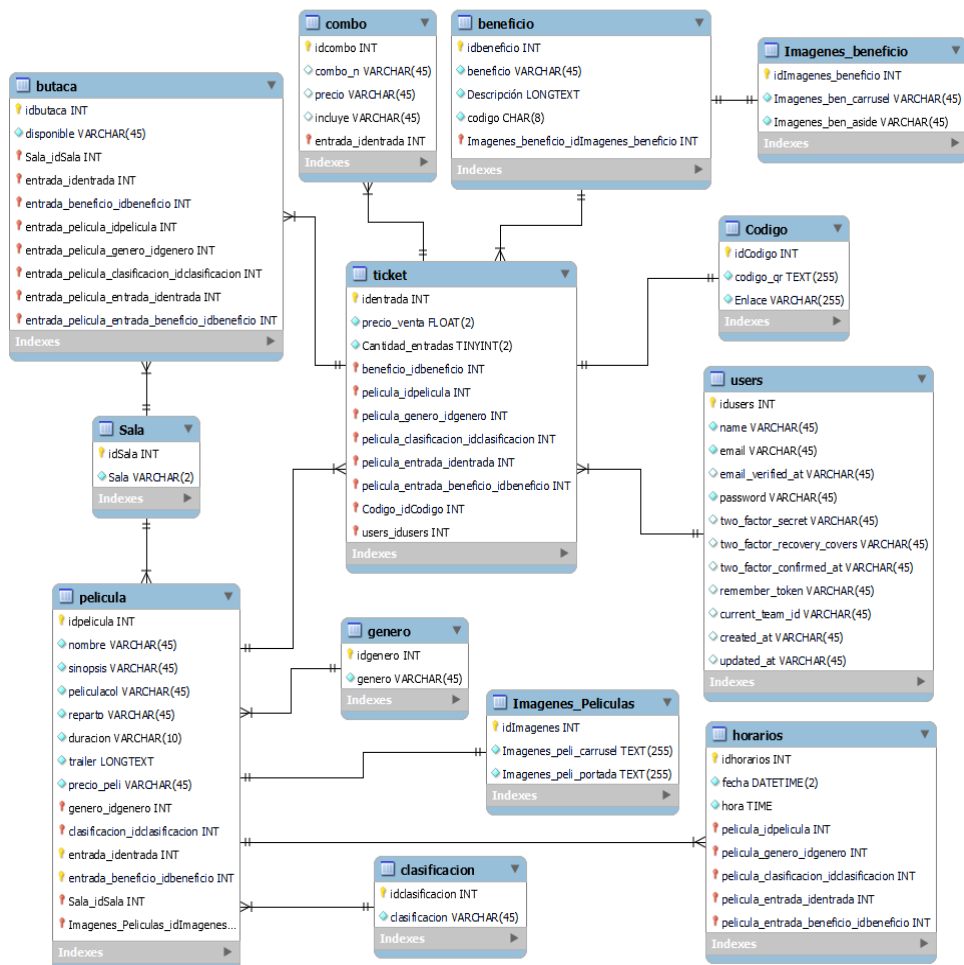 combo
idcombo INT
combo_n VARCHAR(45)
precio VARCHAR(45)
incluye VARCHAR(45)
entrada_identrada INT
Indexes
beneficio
idbeneficio INT
beneficio VARCHAR(45)
Descripción LONGTEXT
codigo CHAR(8)
Imagenes_beneficio_idImagenes_beneficio INT
Indexes
Imagenes_beneficio
idImagenes_beneficio INT
Imagenes_ben_carrusel VARCHAR(45)
Imagenes_ben_aside VARCHAR(45)
Indexes
butaca
idbutaca INT
disponible VARCHAR(45)
Sala_idSala INT
entrada_identrada INT
entrada_beneficio_idbeneficio INT
entrada_pelicula_idpelicula INT
entrada_pelicula_genero_idgenero INT
entrada_pelicula_clasificacion_idclasificacion INT
entrada_pelicula_entrada_identrada INT
entrada_pelicula_entrada_beneficio_idbeneficio INT
Indexes
ticket
identrada INT
precio_venta FLOAT(2)
Cantidad_entradas TINYINT(2)
beneficio_idbeneficio INT
pelicula_idpelicula INT
pelicula_genero_idgenero INT
pelicula_clasificacion_idclasificacion INT
pelicula_entrada_identrada INT
pelicula_entrada_beneficio_idbeneficio INT
Codigo_idCodigo INT
users_idusers INT
Indexes
Codigo
idCodigo INT
codigo_qr TEXT(255)
Enlace VARCHAR(255)
Indexes
users
idusers INT
name VARCHAR(45)
email VARCHAR(45)
email_verified_at VARCHAR(45)
password VARCHAR(45)
two_factor_secret VARCHAR(45)
two_factor_recovery_covers VARCHAR(45)
two_factor_confirmed_at VARCHAR(45)
remember_token VARCHAR(45)
current_team_id VARCHAR(45)
created_at VARCHAR(45)
updated_at VARCHAR(45)
Indexes
Sala
idSala INT
Sala VARCHAR(2)
Indexes
pelicula
idpelicula INT
nombre VARCHAR(45)
sinopsis VARCHAR(45)
peliculacol VARCHAR(45)
reparto VARCHAR(45)
duracion VARCHAR(10)
trailer LONGTEXT
precio_peli VARCHAR(45)
genero_idgenero INT
clasificacion_idclasificacion INT
entrada_identrada INT
entrada_beneficio_idbeneficio INT
Sala_idSala INT
Imagenes_Peliculas_idImagenes...
Indexes
genero
idgenero INT
genero VARCHAR(45)
Indexes
Imagenes_Peliculas
idImagenes INT
Imagenes_peli_carrusel TEXT(255)
Imagenes_peli_portada TEXT(255)
Indexes
horarios
idhorarios INT
fecha DATETIME(2)
hora TIME
pelicula_idpelicula INT
pelicula_genero_idgenero INT
pelicula_clasificacion_idclasificacion INT
pelicula_entrada_identrada INT
pelicula_entrada_beneficio_idbeneficio INT
Indexes
clasificacion
idclasificacion INT
clasificacion VARCHAR(45)
Indexes